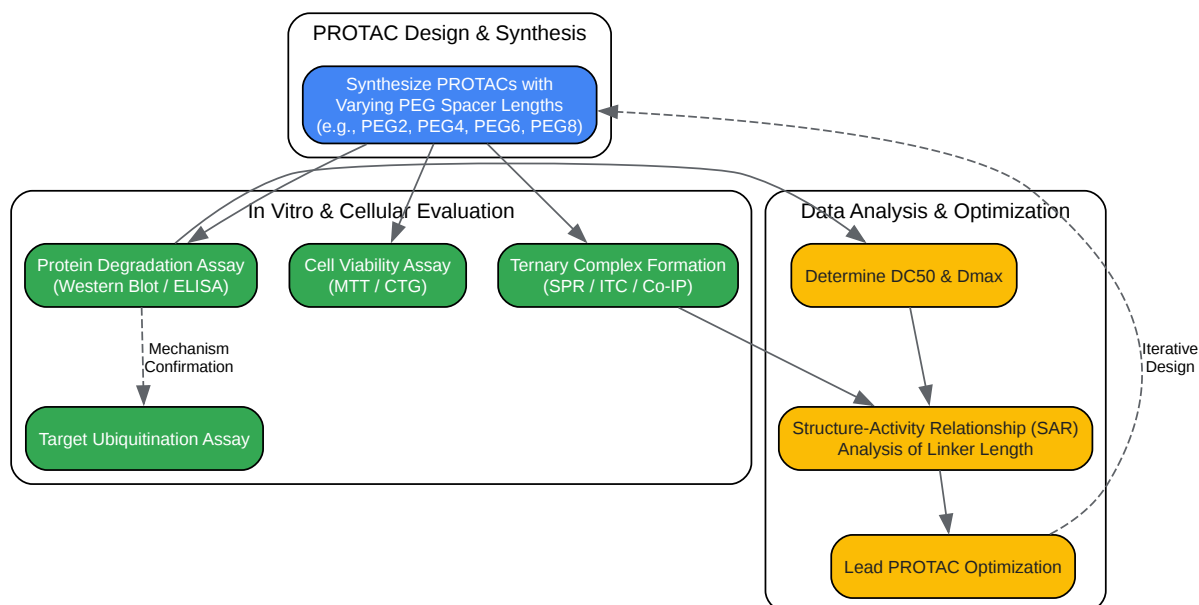 PROTAC Design & Synthesis
Synthesize PROTACs with
Varying PEG Spacer Lengths
(e.g., PEG2, PEG4, PEG6, PEG8)
In Vitro & Cellular Evaluation
Protein Degradation Assay
(Western Blot / ELISA)
Cell Viability Assay
(MTT / CTG)
Ternary Complex Formation
(SPR / ITC / Co-IP)
Mechanism
Confirmation
Target Ubiquitination Assay
Data Analysis & Optimization
Determine DC50 & Dmax
Structure-Activity Relationship (SAR)
Analysis of Linker Length
Lead PROTAC Optimization
Iterative
Design